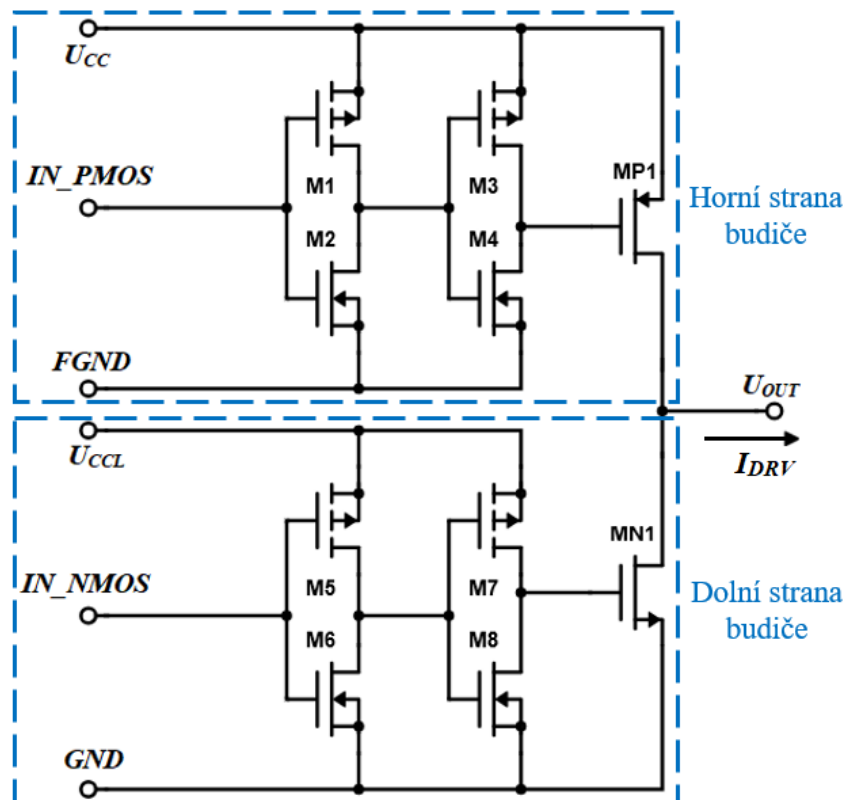 U_CC
IN_PMOS
M1
M2
M3
M4
MP1
Horní strana
budiče
FGND
U_OUT
I_DRV
U_CCL
IN_NMOS
M5
M6
M7
M8
MN1
Dolní strana
budiče
GND